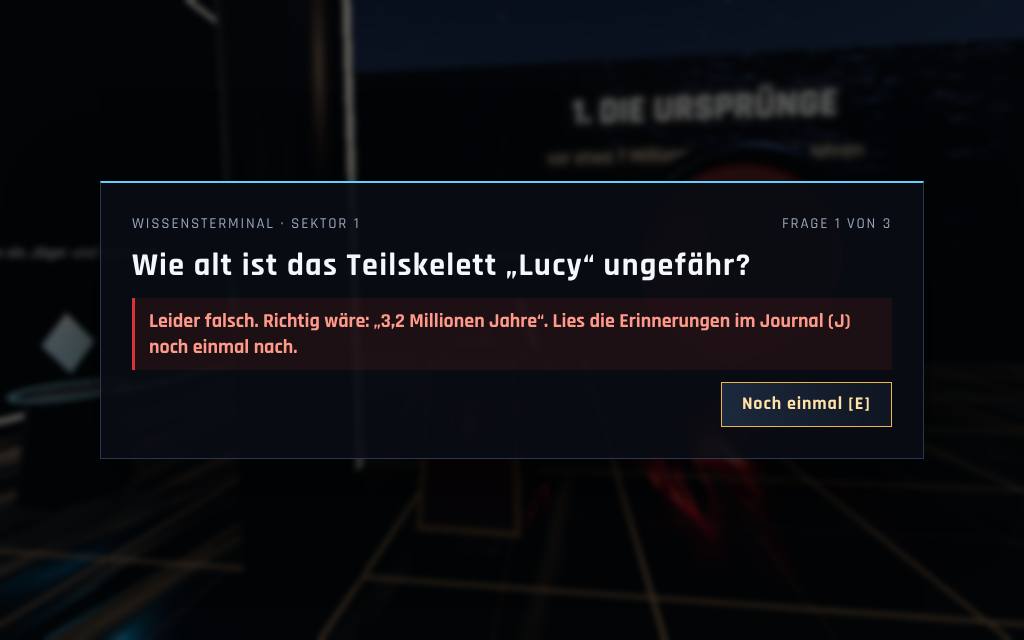 1. DIE URSPRÜNGE
WISSENSTERMINAL · SEKTOR 1
FRAGE 1 VON 3
Wie alt ist das Teilskelett „Lucy“ ungefähr?
Leider falsch. Richtig wäre: „3,2 Millionen Jahre“. Lies die Erinnerungen im Journal (J)
noch einmal nach.
Noch einmal [E]